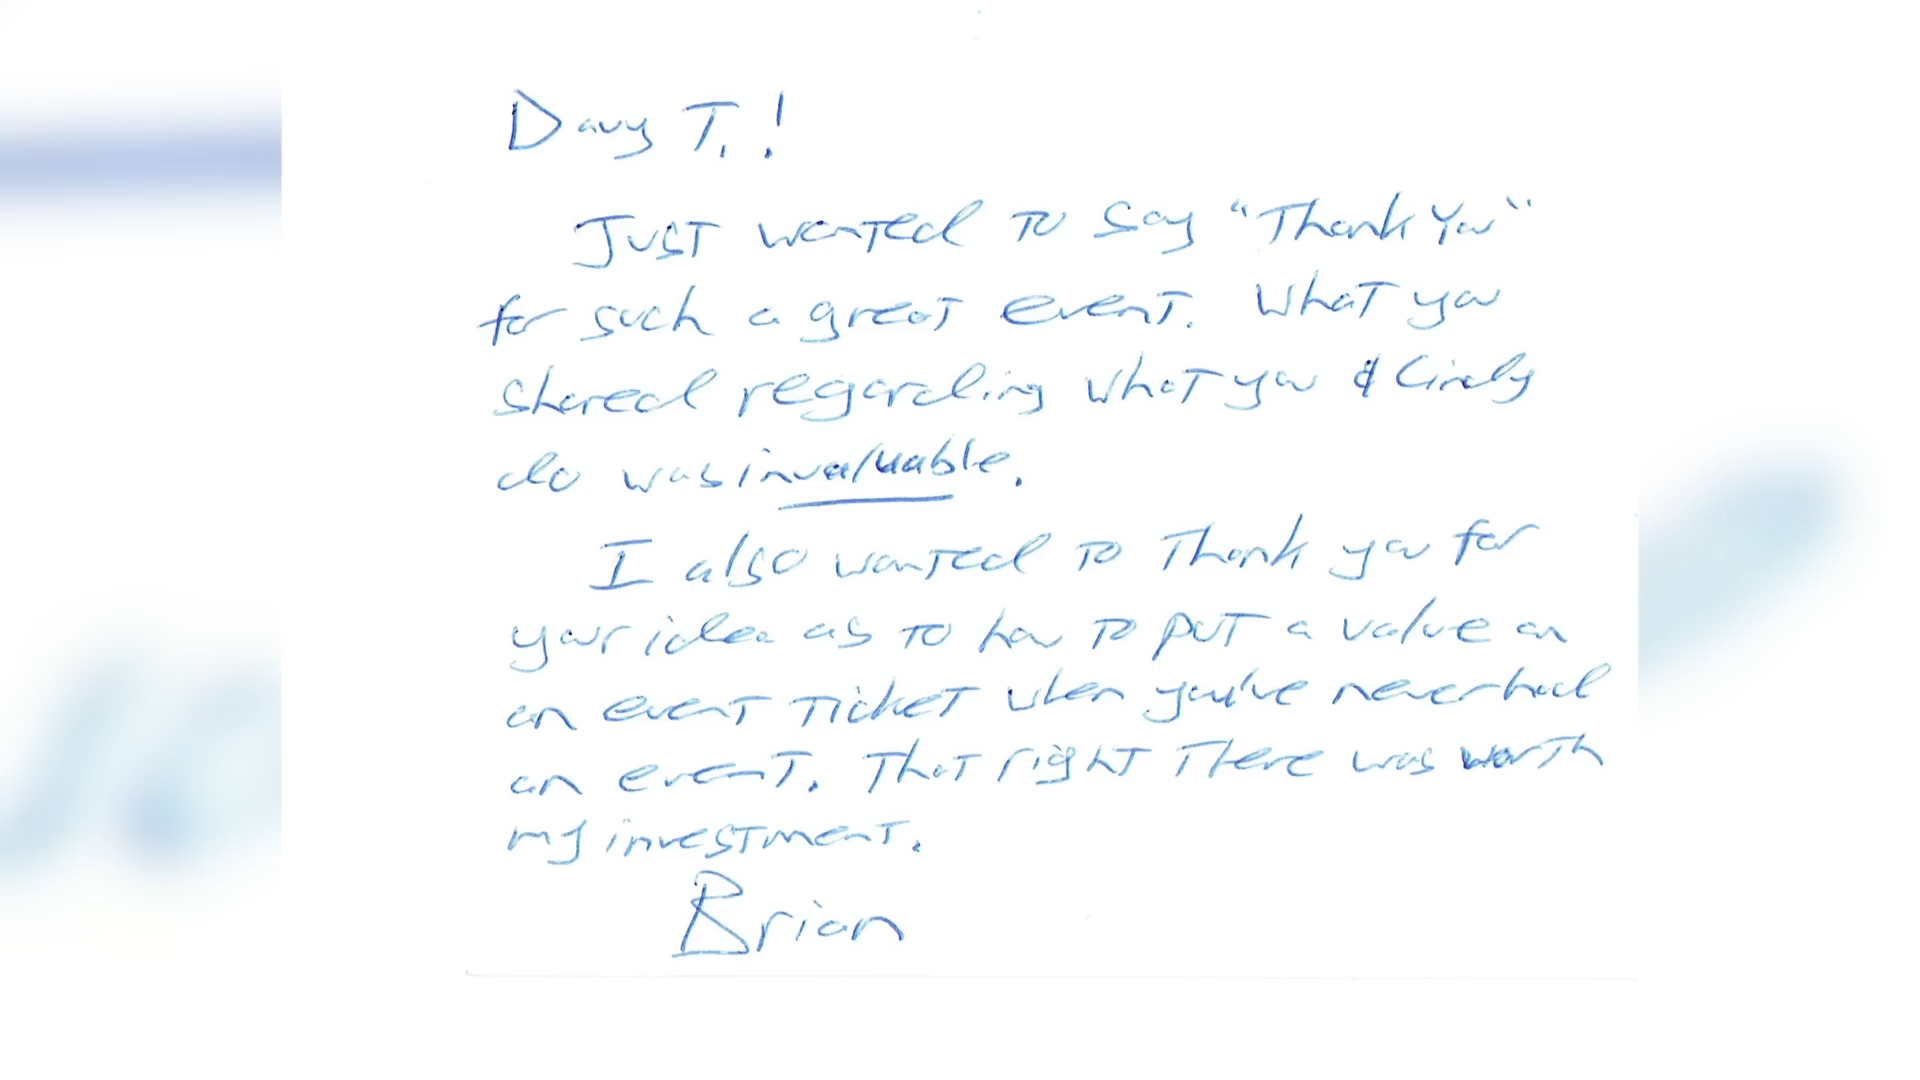 Davy T.!
Just wanted to say "Thank You"
for such a great event. What you
shared regarding what you & Cindy
do was invaluable.
I also wanted to thank you for
your idea as to how to put a value on
an event ticket when you've never had
an event. That right there was worth
my investment.
Brian